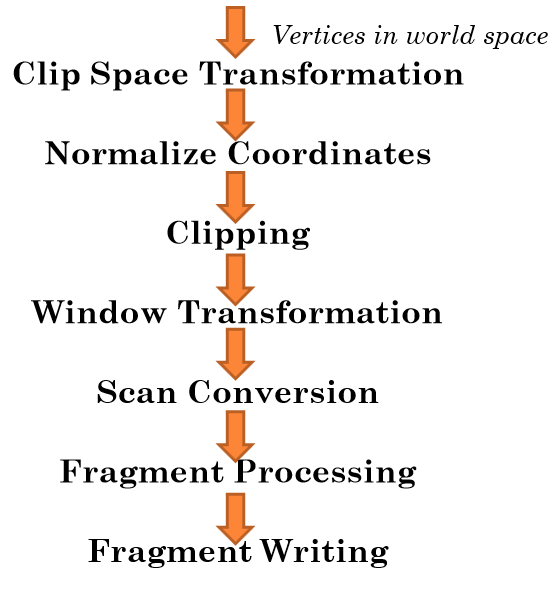 Vertices in world space
Clip Space Transformation
Normalize Coordinates
Clipping
Window Transformation
Scan Conversion
Fragment Processing
Fragment Writing